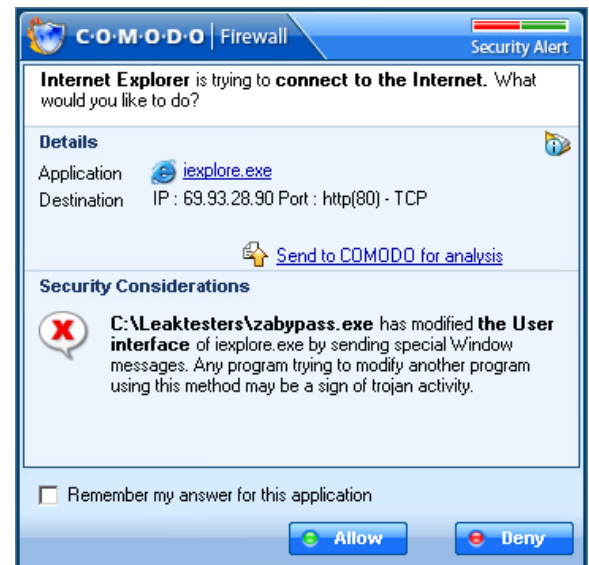 C·O·M·O·D·O | Firewall
Security Alert
Internet Explorer is trying to connect to the Internet. What
would you like to do?
Details
Application iexplore.exe
Destination IP : 69.93.28.90 Port : http(80) - TCP
Send to COMODO for analysis
Security Considerations
C:\Leaktesters\zabypass.exe has modified the User
interface of iexplore.exe by sending special Window
messages. Any program trying to modify another program
using this method may be a sign of trojan activity.
Remember my answer for this application
Allow
Deny